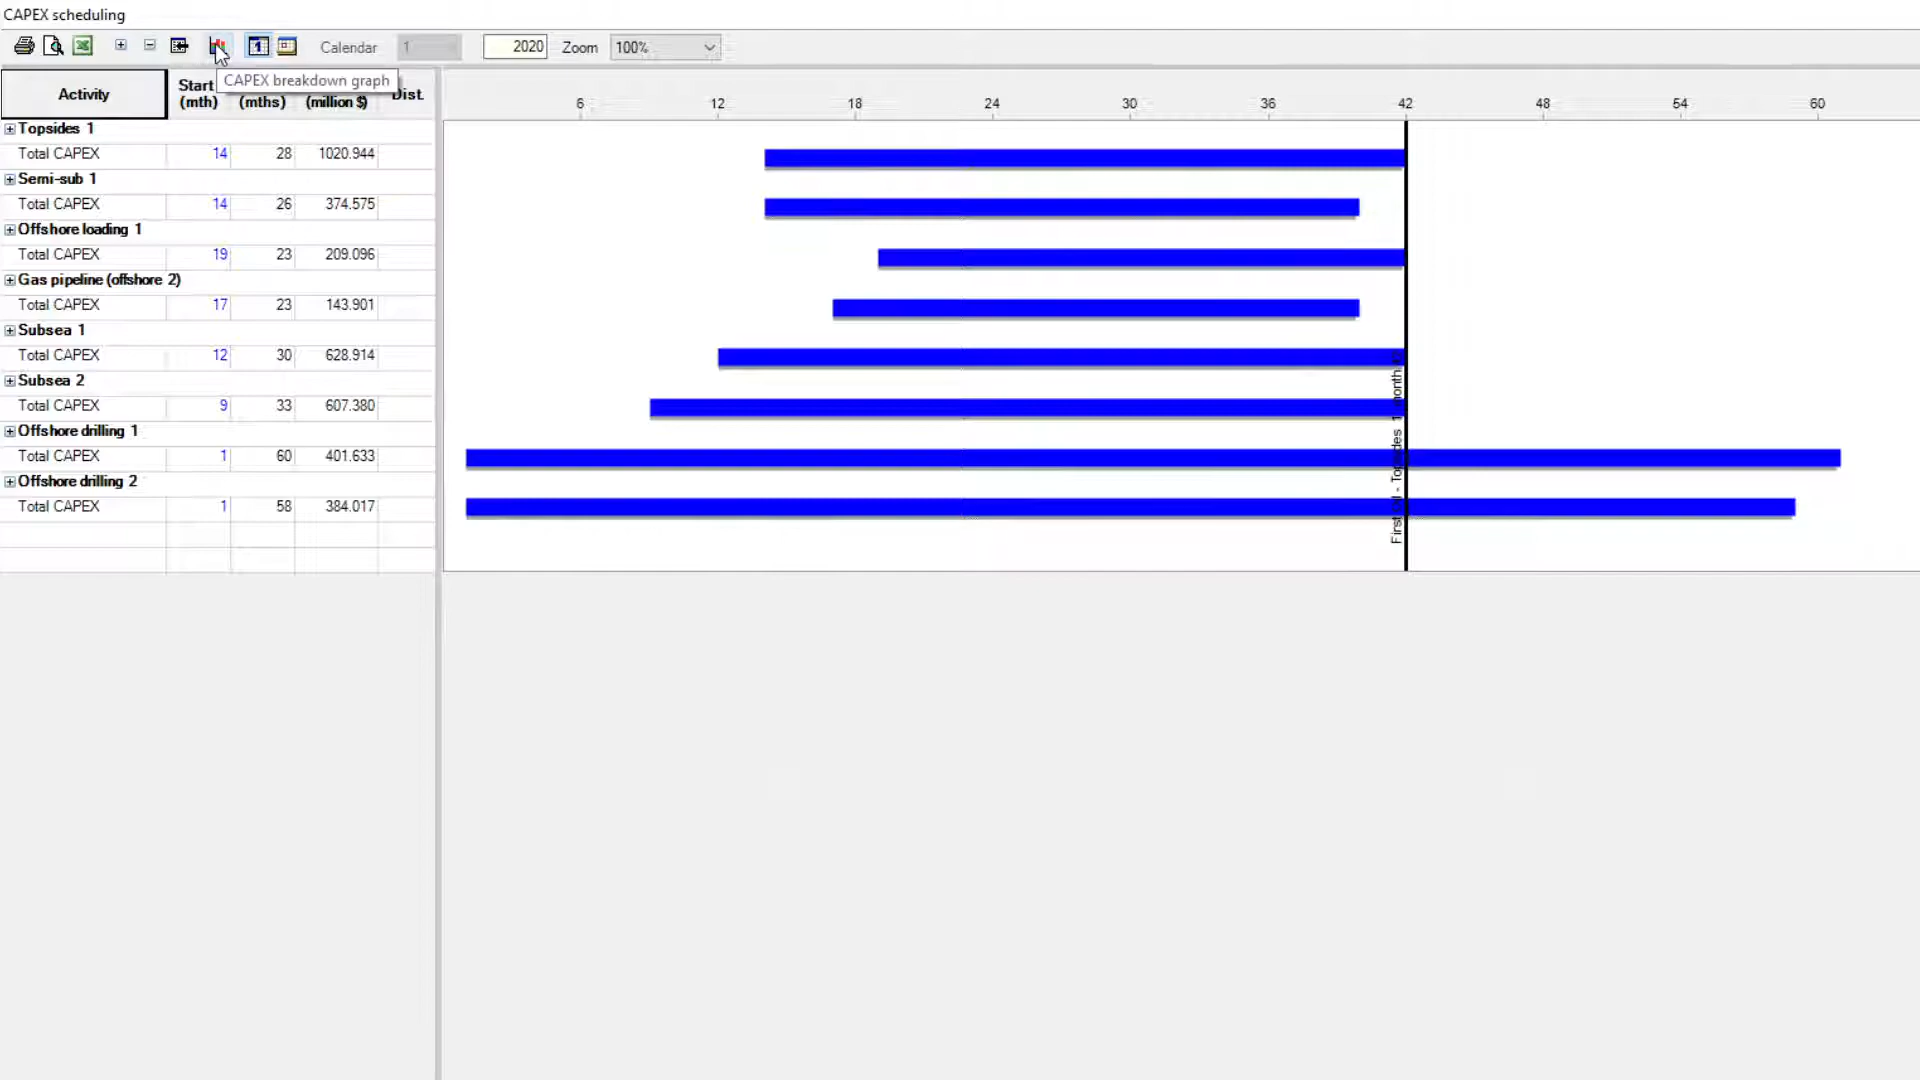 CAPEX scheduling
Calendar 1 2020 Zoom 100%
CAPEX breakdown graph
Activity Start (mth) (mths) (million $) Dist.
6 12 18 24 30 36 42 48 54 60
Topsides 1
Total CAPEX 14 28 1020.944
Semi-sub 1
Total CAPEX 14 26 374.575
Offshore loading 1
Total CAPEX 19 23 209.096
Gas pipeline (offshore 2)
Total CAPEX 17 23 143.901
Subsea 1
Total CAPEX 12 30 628.914
Subsea 2
Total CAPEX 9 33 607.380
Offshore drilling 1
Total CAPEX 1 60 401.633
Offshore drilling 2
Total CAPEX 1 58 384.017
First Oil - Topsides 1 month